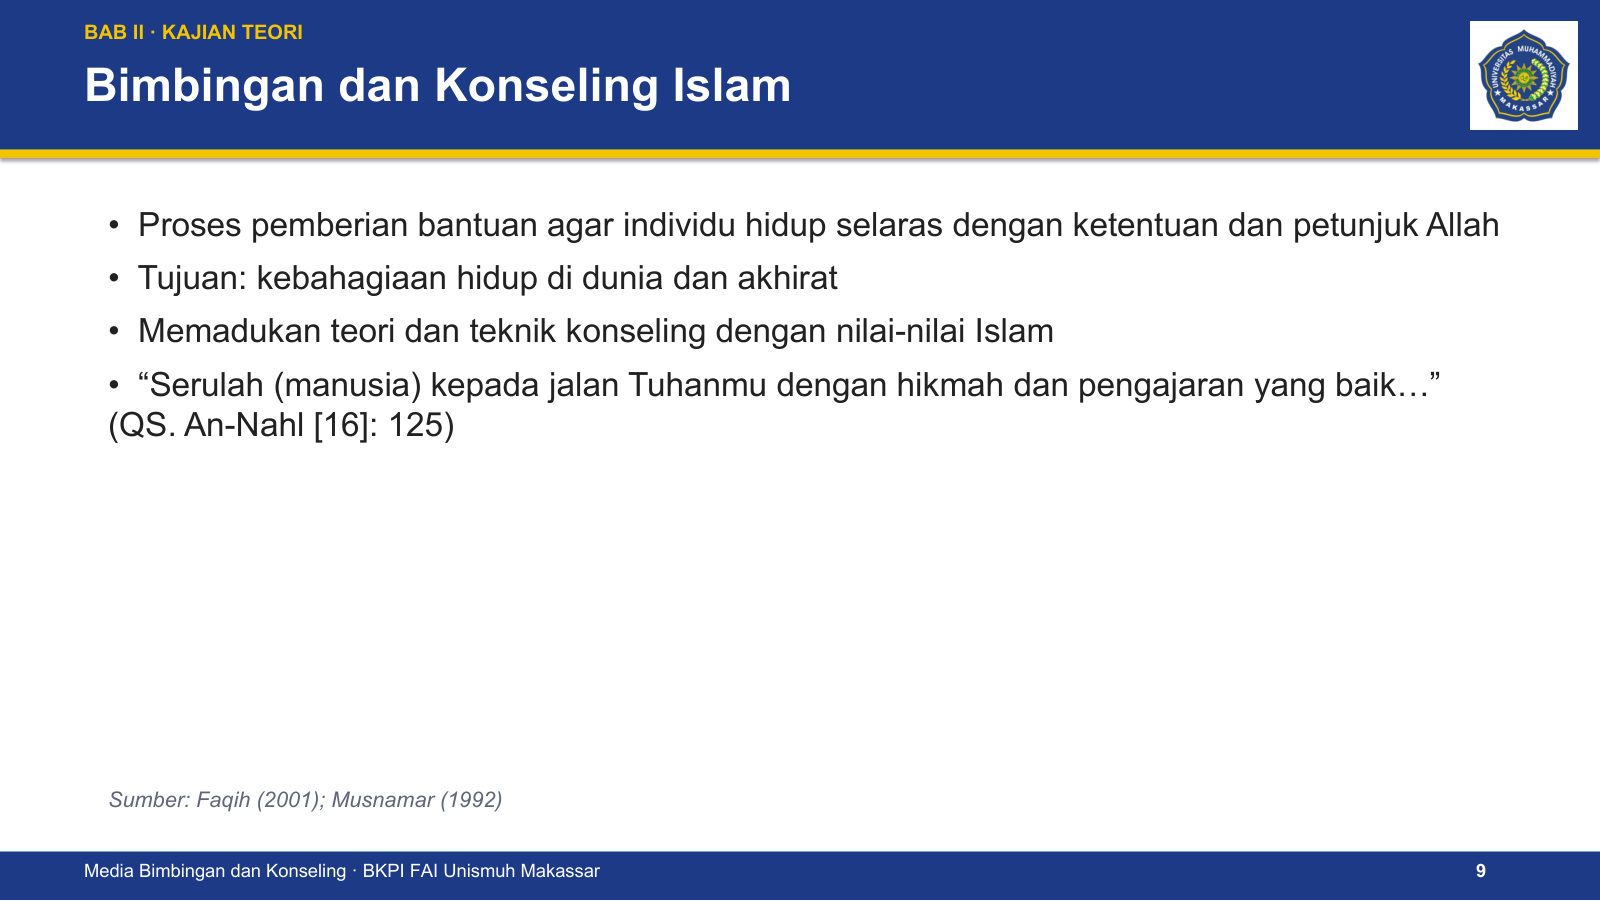 BAB II · KAJIAN TEORI
Bimbingan dan Konseling Islam
UNIVERSITAS MUHAMMADIYAH
MAKASSAR
• Proses pemberian bantuan agar individu hidup selaras dengan ketentuan dan petunjuk Allah
• Tujuan: kebahagiaan hidup di dunia dan akhirat
• Memadukan teori dan teknik konseling dengan nilai-nilai Islam
• “Serulah (manusia) kepada jalan Tuhanmu dengan hikmah dan pengajaran yang baik…”
(QS. An-Nahl [16]: 125)
Sumber: Faqih (2001); Musnamar (1992)
Media Bimbingan dan Konseling · BKPI FAI Unismuh Makassar
9